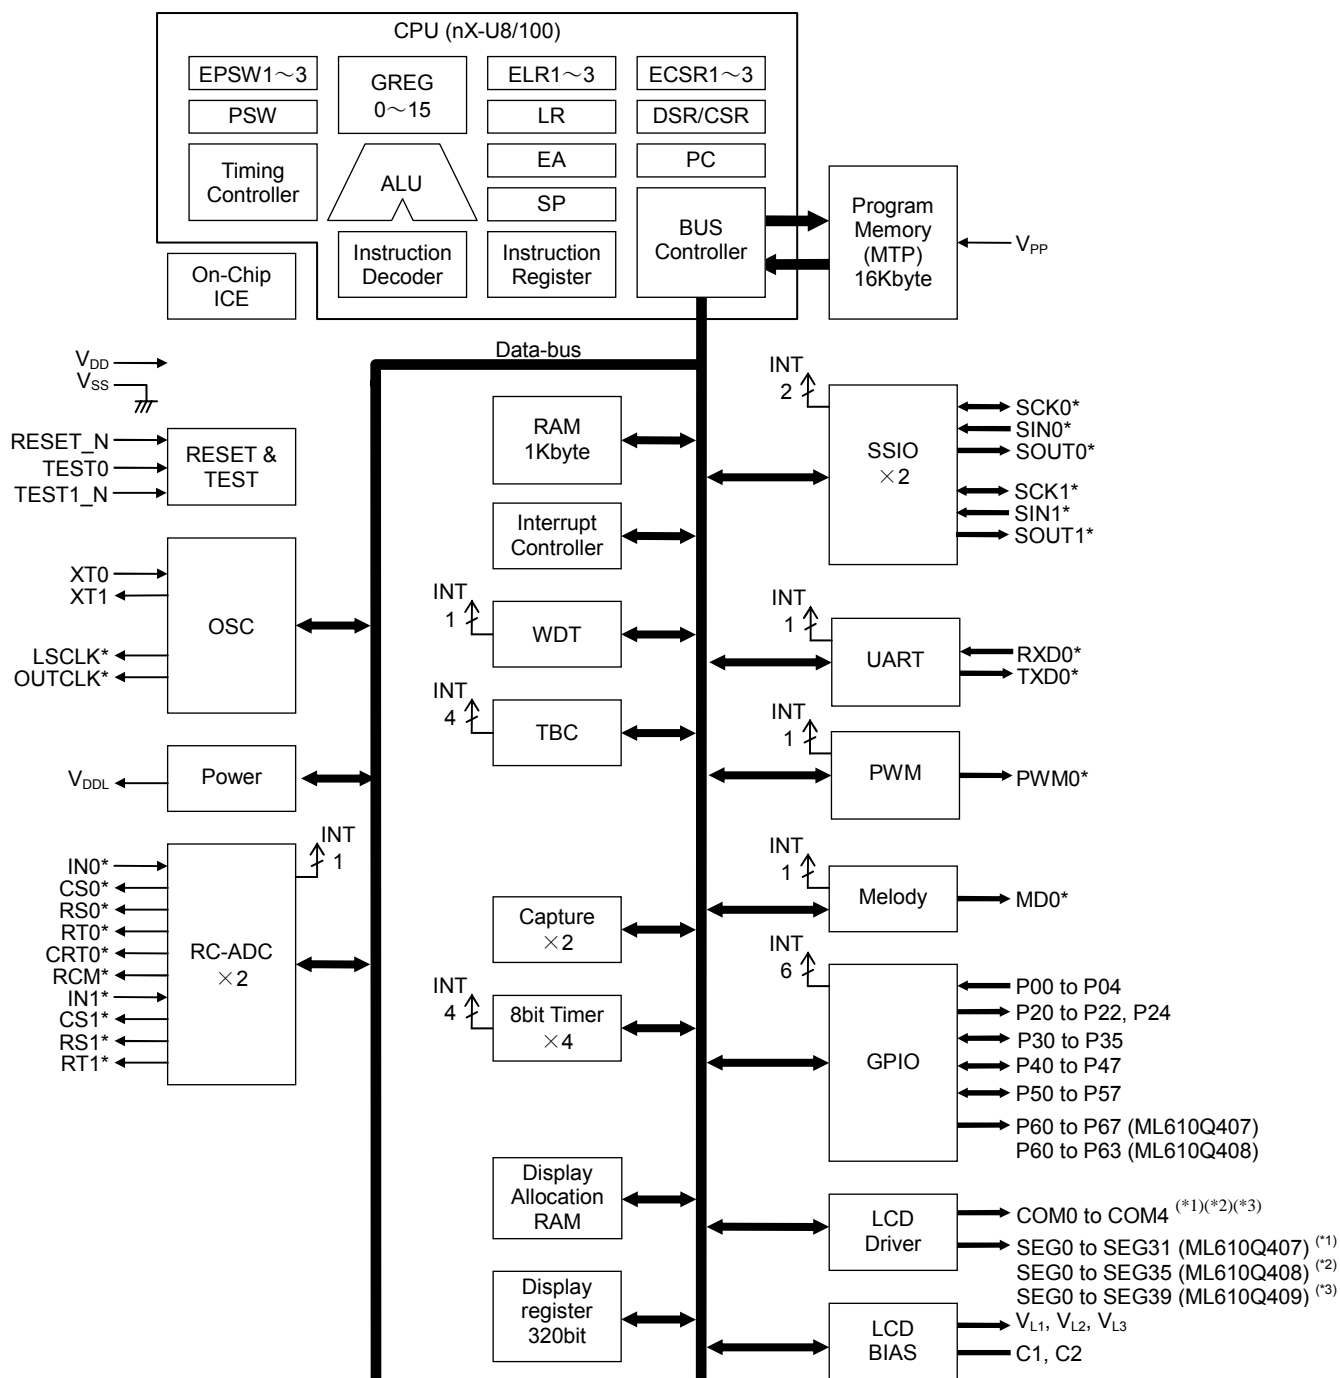 CPU (nX-U8/100)
EPSW1～3
GREG
0～15
ELR1～3
ECSR1～3
PSW
LR
DSR/CSR
Timing
Controller
ALU
EA
PC
SP
BUS
Controller
Instruction
Decoder
Instruction
Register
On-Chip
ICE
Program
Memory
(MTP)
16Kbyte
VPP
Data-bus
VDD
VSS
RESET_N
TEST0
TEST1_N
RESET &
TEST
XT0
XT1
LSCLK*
OUTCLK*
OSC
VDDL
Power
INT
1
IN0*
CS0*
RS0*
RT0*
CRT0*
RCM*
IN1*
CS1*
RS1*
RT1*
RC-ADC
×2
RAM
1Kbyte
Interrupt
Controller
INT
1
WDT
INT
4
TBC
Capture
×2
INT
4
8bit Timer
×4
Display
Allocation
RAM
Display
register
320bit
INT
2
SSIO
×2
SCK0*
SIN0*
SOUT0*
SCK1*
SIN1*
SOUT1*
INT
1
UART
RXD0*
TXD0*
INT
1
PWM
PWM0*
INT
1
Melody
MD0*
INT
6
GPIO
P00 to P04
P20 to P22, P24
P30 to P35
P40 to P47
P50 to P57
P60 to P67 (ML610Q407)
P60 to P63 (ML610Q408)
LCD
Driver
COM0 to COM4 (*1)(*2)(*3)
SEG0 to SEG31 (ML610Q407) (*1)
SEG0 to SEG35 (ML610Q408) (*2)
SEG0 to SEG39 (ML610Q409) (*3)
LCD
BIAS
VL1, VL2, VL3
C1, C2